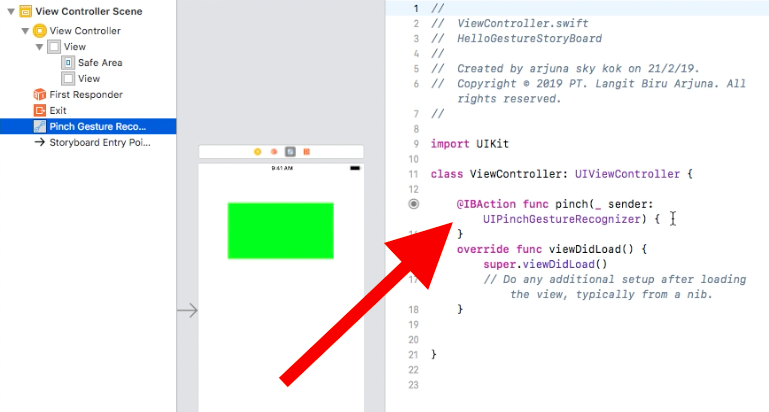 View Controller Scene
View Controller
View
Safe Area
View
First Responder
Exit
Pinch Gesture Reco...
Storyboard Entry Poi...
9:41 AM
1 //
2 // ViewController.swift
3 // HelloGestureStoryBoard
4 //
5 // Created by arjuna sky kok on 21/2/19.
6 // Copyright © 2019 PT. Langit Biru Arjuna. All
rights reserved.
7 //
8
9 import UIKit
10
11 class ViewController: UIViewController {
12
@IBAction func pinch(_ sender:
UIPinchGestureRecognizer) {
}
override func viewDidLoad() {
super.viewDidLoad()
17 // Do any additional setup after loading
the view, typically from a nib.
18 }
19
20
21 }
22
23